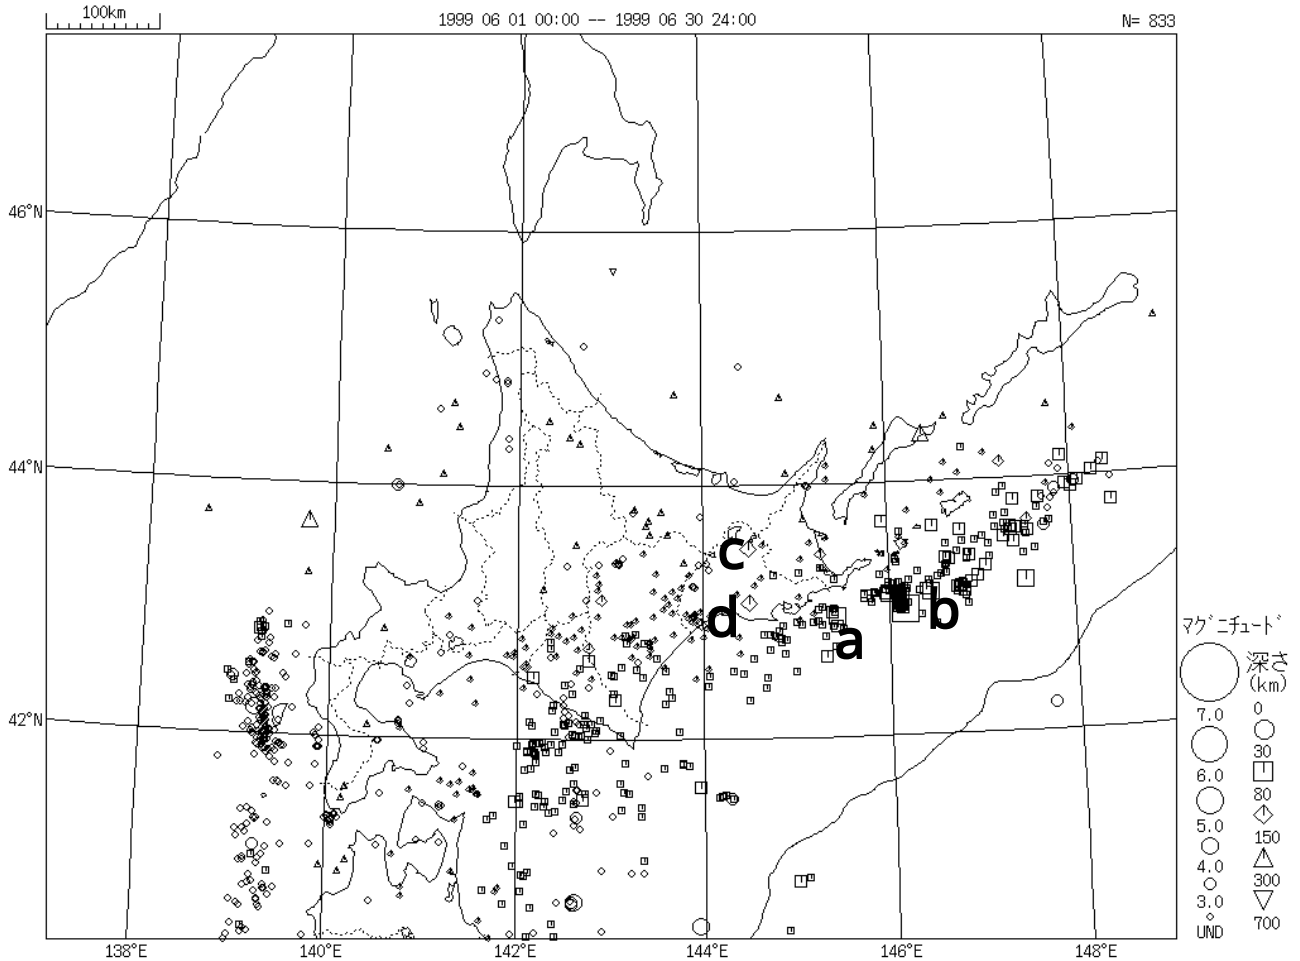 100km
1999 06 01 00:00 -- 1999 06 30 24:00
N= 833
46°N
44°N
42°N
c
d
a
b
138°E
140°E
142°E
144°E
146°E
148°E
ﾏｸﾞﾆﾁｭｰﾄﾞ
7.0
6.0
5.0
4.0
3.0
UND
深さ
(km)
0
30
80
150
300
700